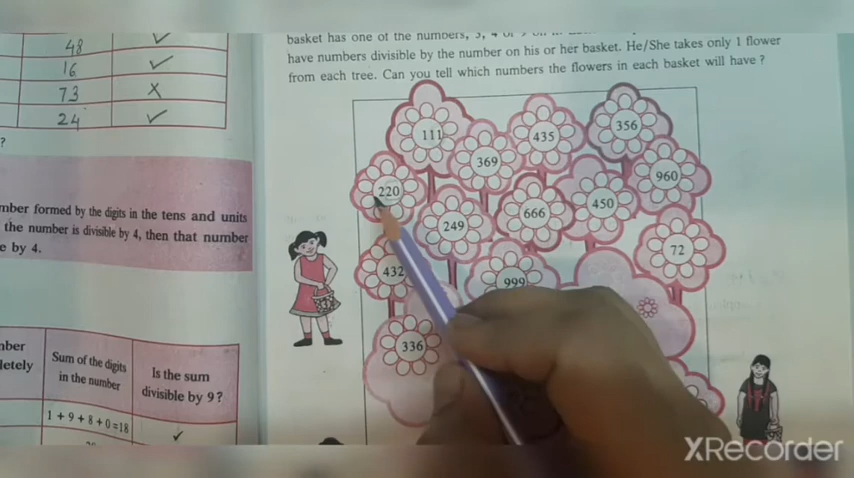 basket has one of the numbers, 3, 4 or 9 on
have numbers divisible by the number on his or her basket. He/She takes only 1 flower
from each tree. Can you tell which numbers the flowers in each basket will have ?
48
16
73
24
?
mber formed by the digits in the tens and units
the number is divisible by 4, then that number
e by 4.
mber
letely
Sum of the digits
in the number
Is the sum
divisible by 9?
1 + 9 + 8 + 0 = 18
111
435
356
369
960
220
450
666
249
72
432
999
336
XRecorder